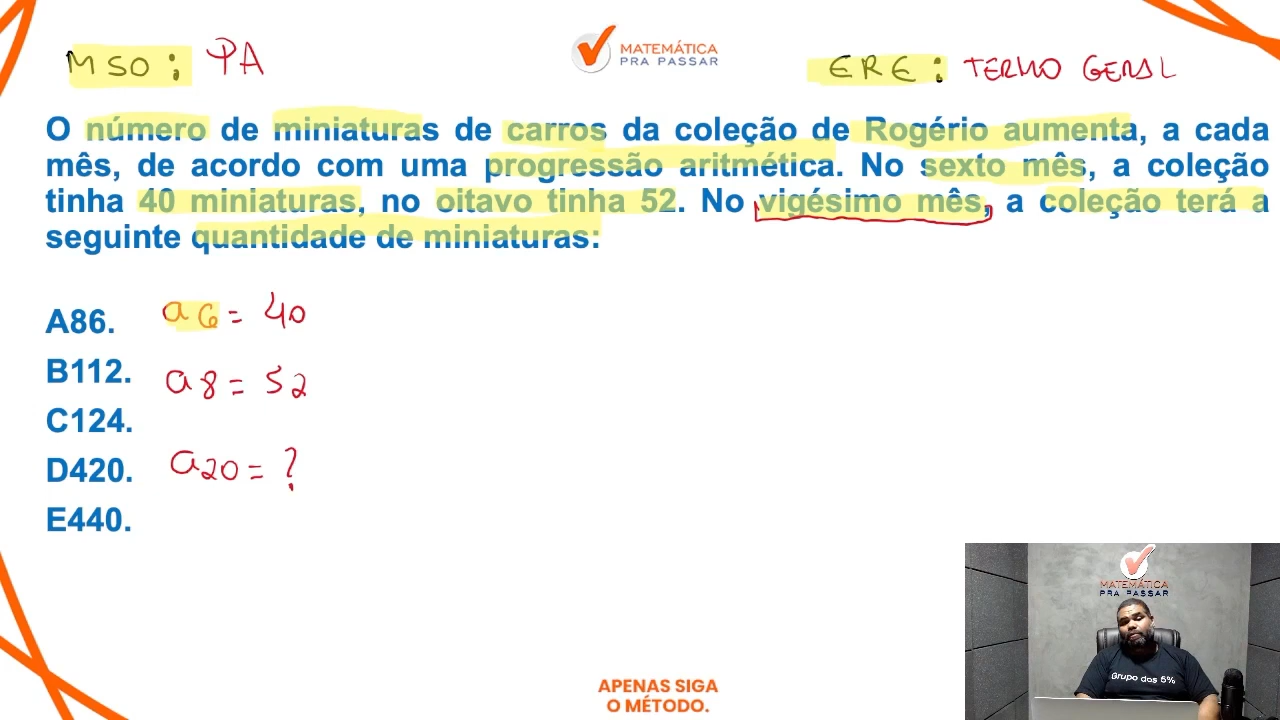 MSO: PA
MATEMÁTICA
PRA PASSAR
ERE: TERMO GERAL
O número de miniaturas de carros da coleção de Rogério aumenta, a cada
mês, de acordo com uma progressão aritmética. No sexto mês, a coleção
tinha 40 miniaturas, no oitavo tinha 52. No vigésimo mês, a coleção terá a
seguinte quantidade de miniaturas:
A86.
a6 = 40
B112.
a8 = 52
C124.
D420.
a20 = ?
E440.
MATEMÁTICA
PRA PASSAR
Grupo dos 5%
APENAS SIGA
O MÉTODO.